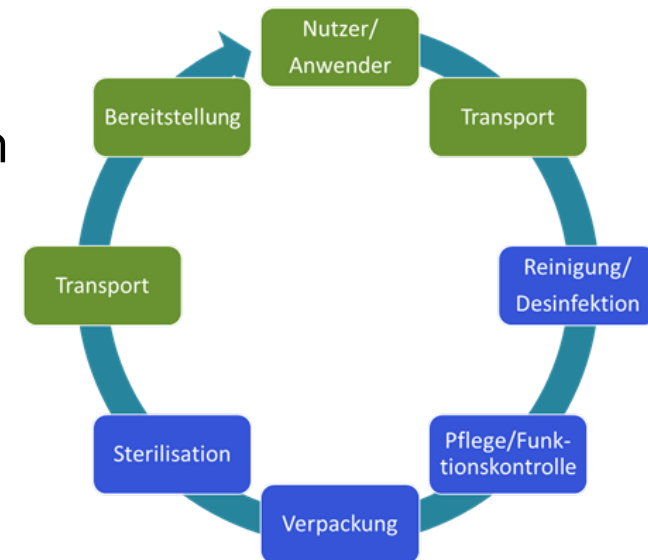 Nutzer/
Anwender
Transport
Reinigung/
Desinfektion
Pflege/Funk-
tionskontrolle
Verpackung
Sterilisation
Transport
Bereitstellung
n